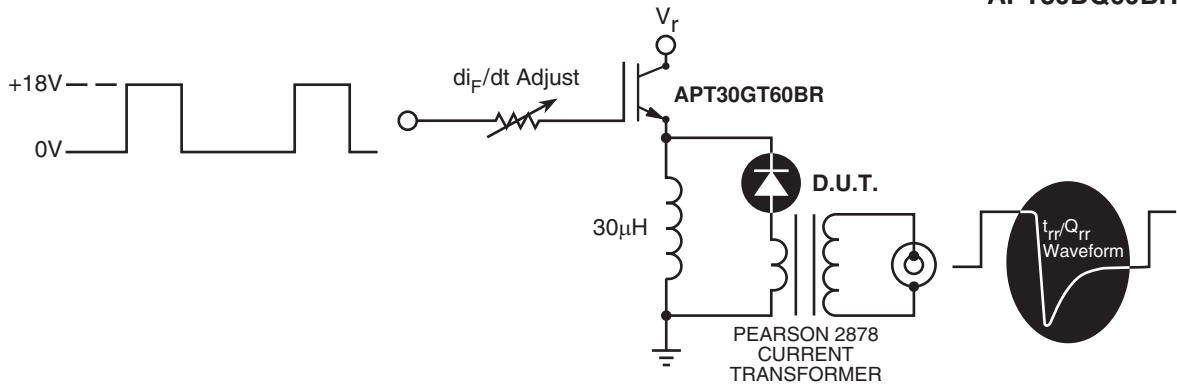 V_r
+18V
di_F/dt Adjust
APT30GT60BR
0V
D.U.T.
30μH
t_rr/Q_rr
Waveform
PEARSON 2878
CURRENT
TRANSFORMER